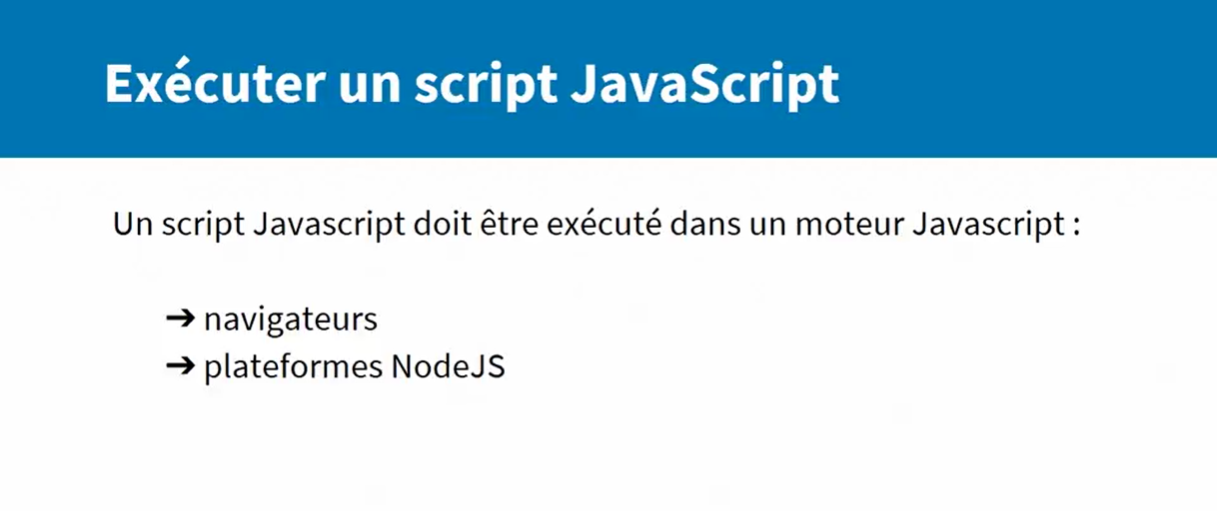 Exécuter un script JavaScript
Un script Javascript doit être exécuté dans un moteur Javascript :
➔ navigateurs
➔ plateformes NodeJS